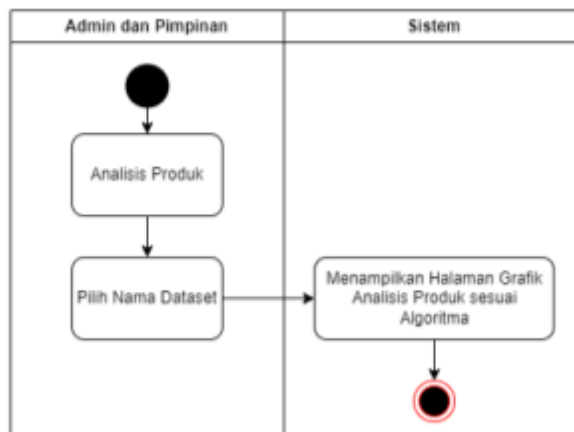 Admin dan Pimpinan
Sistem
Analisis Produk
Pilih Nama Dataset
Menampilkan Halaman Grafik
Analisis Produk sesuai
Algoritma